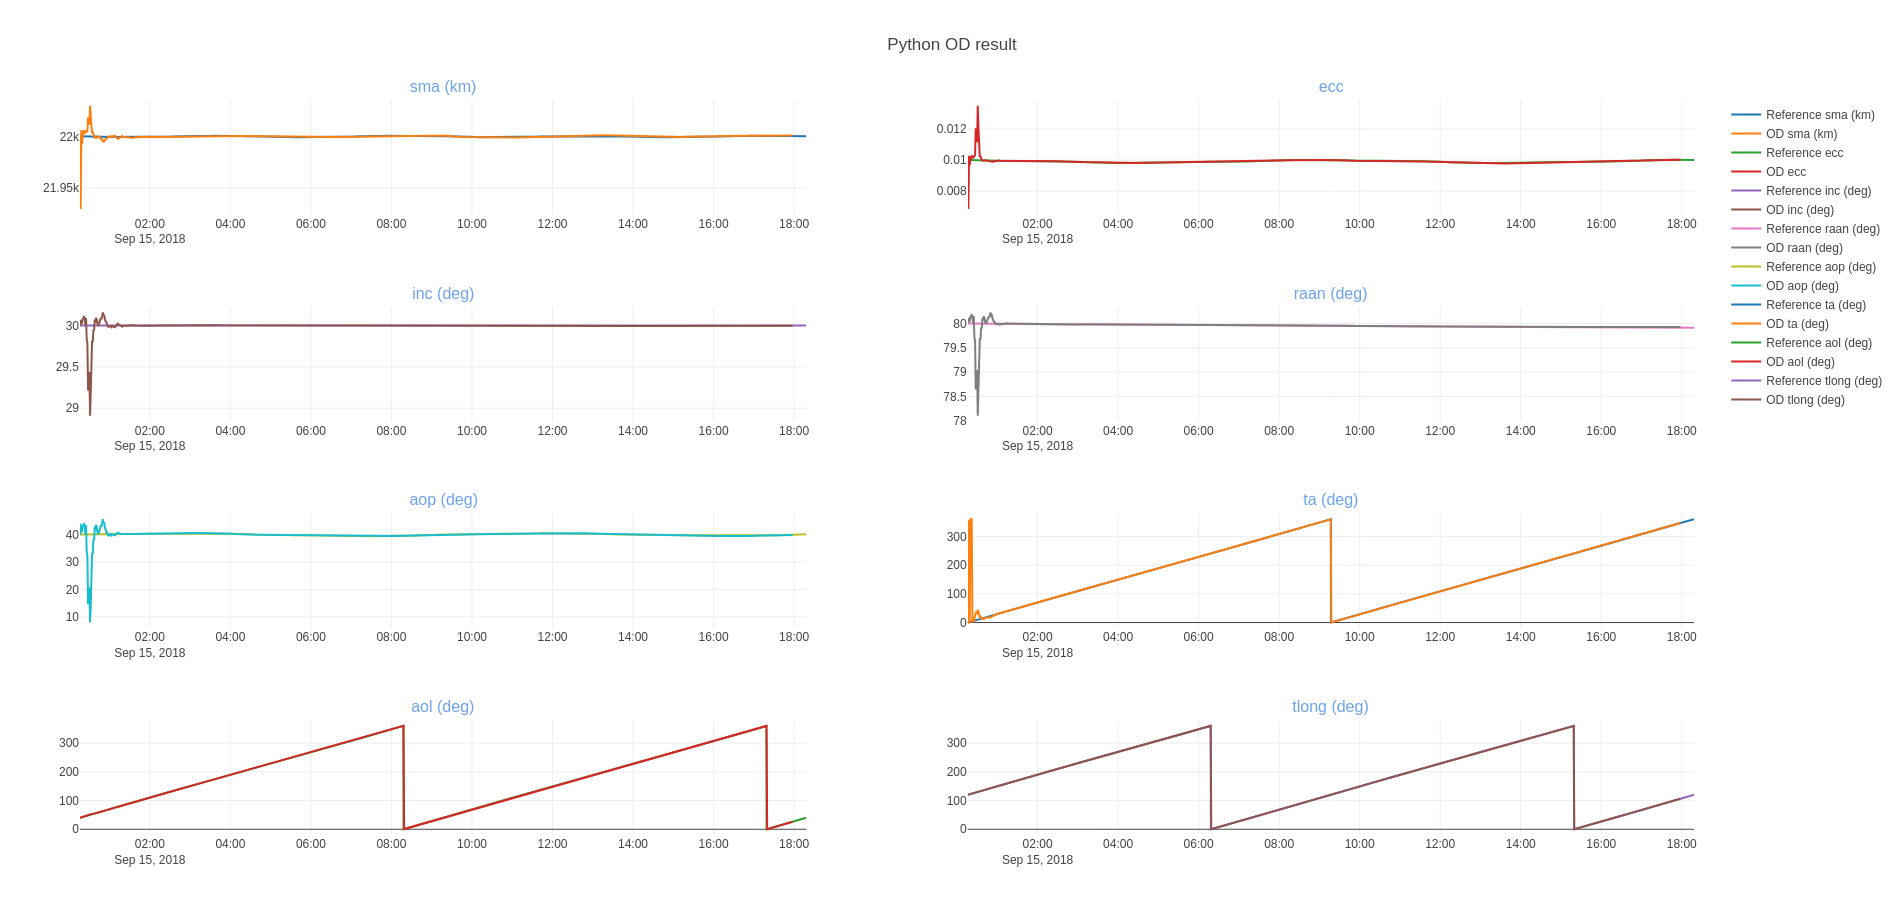 Python OD result
sma (km)
22k
21.95k
02:00 04:00 06:00 08:00 10:00 12:00 14:00 16:00 18:00
Sep 15, 2018
ecc
0.012
0.01
0.008
02:00 04:00 06:00 08:00 10:00 12:00 14:00 16:00 18:00
Sep 15, 2018
Reference sma (km)
OD sma (km)
Reference ecc
OD ecc
Reference inc (deg)
OD inc (deg)
Reference raan (deg)
OD raan (deg)
Reference aop (deg)
OD aop (deg)
Reference ta (deg)
OD ta (deg)
Reference aol (deg)
OD aol (deg)
Reference tlong (deg)
OD tlong (deg)
inc (deg)
30
29.5
29
02:00 04:00 06:00 08:00 10:00 12:00 14:00 16:00 18:00
Sep 15, 2018
raan (deg)
80
79.5
79
78.5
78
02:00 04:00 06:00 08:00 10:00 12:00 14:00 16:00 18:00
Sep 15, 2018
aop (deg)
40
30
20
10
02:00 04:00 06:00 08:00 10:00 12:00 14:00 16:00 18:00
Sep 15, 2018
ta (deg)
300
200
100
0
02:00 04:00 06:00 08:00 10:00 12:00 14:00 16:00 18:00
Sep 15, 2018
aol (deg)
300
200
100
0
02:00 04:00 06:00 08:00 10:00 12:00 14:00 16:00 18:00
Sep 15, 2018
tlong (deg)
300
200
100
0
02:00 04:00 06:00 08:00 10:00 12:00 14:00 16:00 18:00
Sep 15, 2018